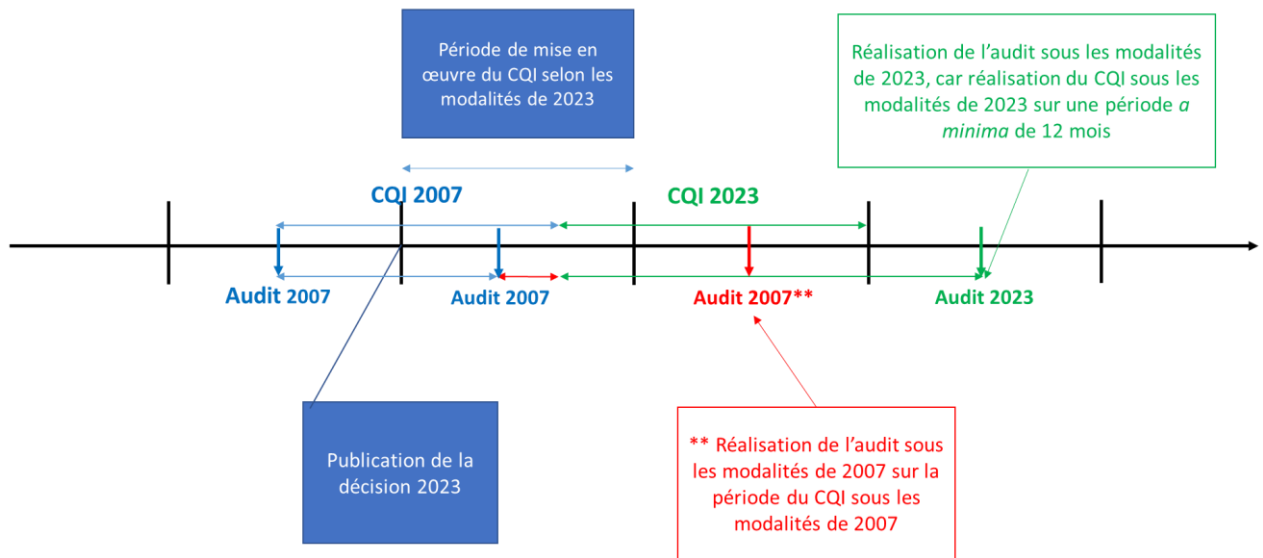 Période de mise en
œuvre du CQI selon les
modalités de 2023
Réalisation de l’audit sous les modalités
de 2023, car réalisation du CQI sous les
modalités de 2023 sur une période a
minima de 12 mois
CQI 2007
CQI 2023
Audit 2007
Audit 2007
Audit 2007**
Audit 2023
Publication de la
décision 2023
** Réalisation de l’audit sous
les modalités de 2007 sur la
période du CQI sous les
modalités de 2007